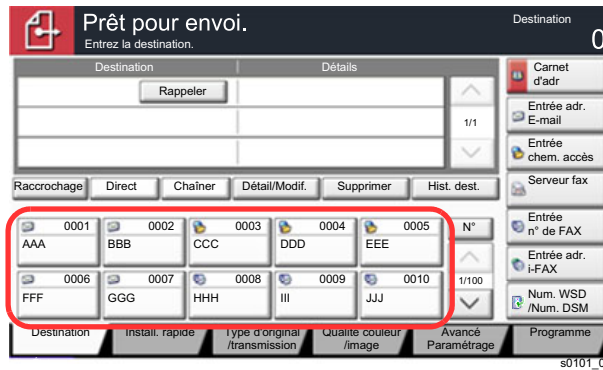 Prêt pour envoi.
Entrez la destination.
Destination
0
Destination
Détails
Rappeler
1/1
Carnet
d'adr
Entrée adr.
E-mail
Entrée
chem. accès
Serveur fax
Entrée
n° de FAX
Entrée adr.
i-FAX
Num. WSD
/Num. DSM
Raccrochage
Direct
Chaîner
Détail/Modif.
Supprimer
Hist. dest.
0001
AAA
0002
BBB
0003
CCC
0004
DDD
0005
EEE
N°
0006
FFF
0007
GGG
0008
HHH
0009
III
0010
JJJ
1/100
Destination
Install. rapide
Type d'original
/transmission
Qualité couleur
/image
Avancé
Paramétrage
Programme
s0101_0